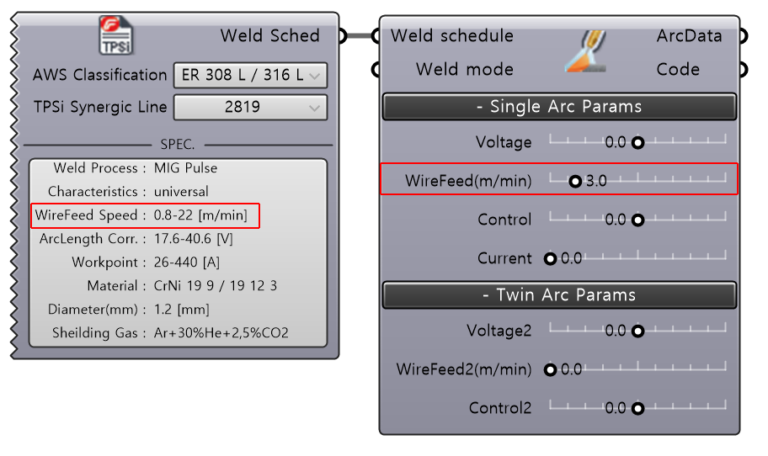 TPSi
Weld Sched
AWS Classification ER 308 L / 316 L
TPSi Synergic Line 2819
SPEC.
Weld Process : MIG Pulse
Characteristics : universal
WireFeed Speed : 0.8-22 [m/min]
ArcLength Corr. : 17.6-40.6 [V]
Workpoint : 26-440 [A]
Material : CrNi 19 9 / 19 12 3
Diameter(mm) : 1.2 [mm]
Sheilding Gas : Ar+30%He+2,5%CO2
Weld schedule ArcData
Weld mode Code
- Single Arc Params
Voltage 0.0
WireFeed(m/min) 3.0
Control 0.0
Current 0.0
- Twin Arc Params
Voltage2 0.0
WireFeed2(m/min) 0.0
Control2 0.0